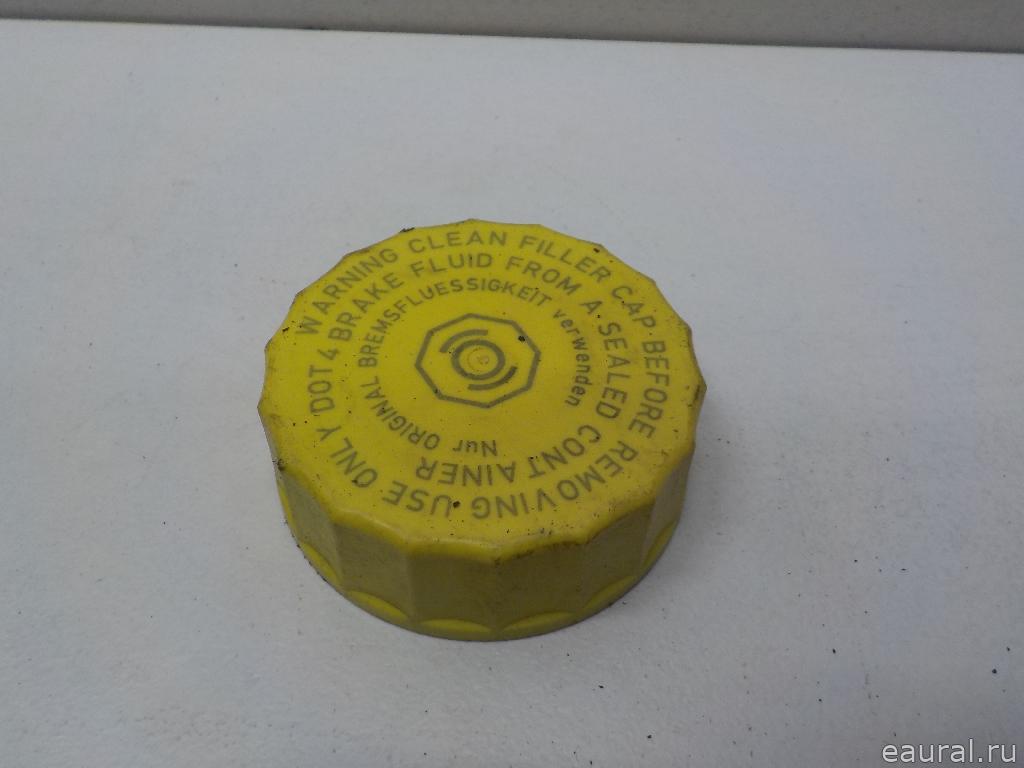 WARNING CLEAN FILLER CAP BEFORE REMOVING USE ONLY
DOT 4 BRAKE FLUID FROM A SEALED CONTAINER
Nur ORIGINAL BREMSFLUESSIGKEIT verwenden
eaural.ru